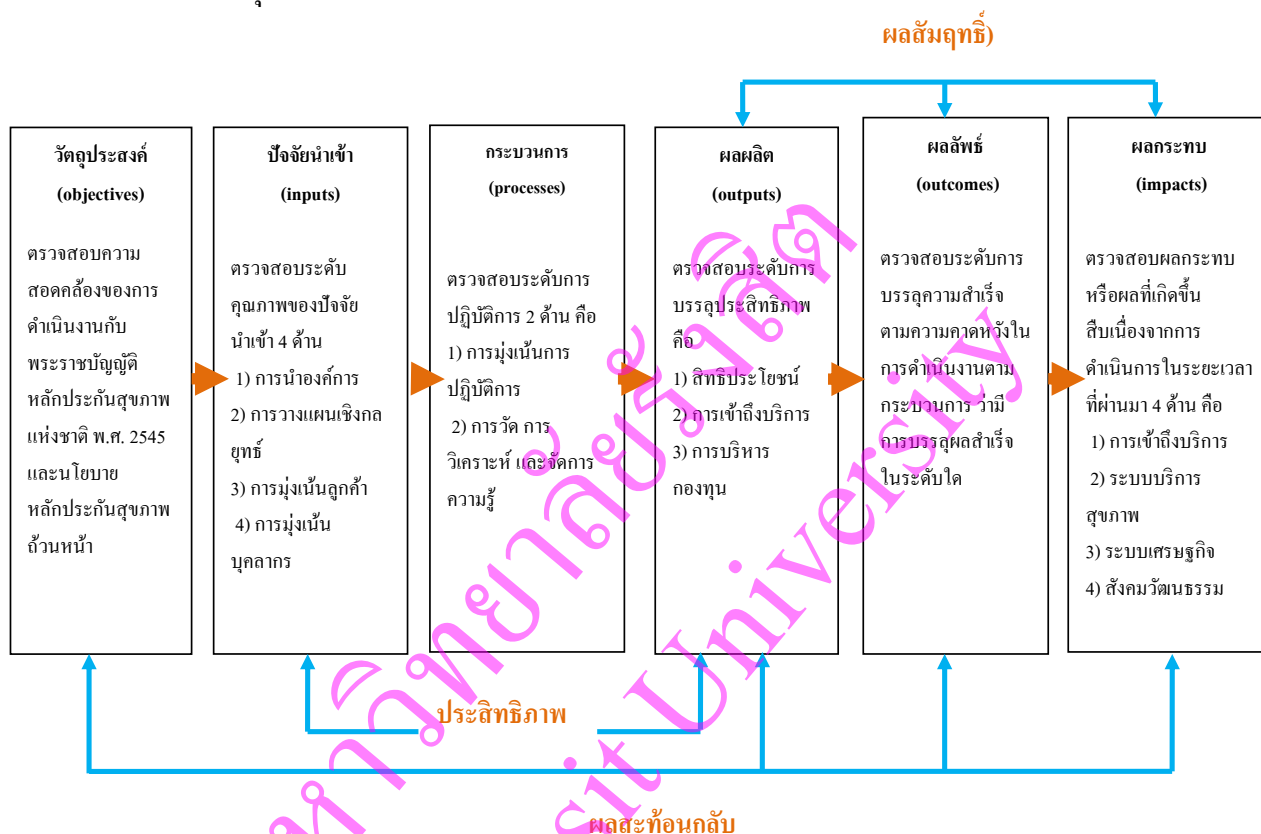 ผลสัมฤทธิ์)
วัตถุประสงค์
(objectives)
ตรวจสอบความ
สอดคล้องของการ
ดำเนินงานกับ
พระราชบัญญัติ
หลักประกันสุขภาพ
แห่งชาติ พ.ศ. 2545
และนโยบาย
หลักประกันสุขภาพ
ถ้วนหน้า
ปัจจัยนำเข้า
(inputs)
ตรวจสอบระดับ
คุณภาพของปัจจัย
นำเข้า 4 ด้าน
1) การนำองค์การ
2) การวางแผนเชิงกล
ยุทธ์
3) การมุ่งเน้นลูกค้า
4) การมุ่งเน้น
บุคลากร
กระบวนการ
(processes)
ตรวจสอบระดับการ
ปฏิบัติการ 2 ด้าน คือ
1) การมุ่งเน้นการ
ปฏิบัติการ
2) การวัด การ
วิเคราะห์ และจัดการ
ความรู้
ผลผลิต
(outputs)
ตรวจสอบระดับการ
บรรลุประสิทธิภาพ
คือ
1) สิทธิประโยชน์
2) การเข้าถึงบริการ
3) การบริหาร
กองทุน
ผลลัพธ์
(outcomes)
ตรวจสอบระดับการ
บรรลุความสำเร็จ
ตามความคาดหวังใน
การดำเนินงานตาม
กระบวนการ ว่ามี
การบรรลุผลสำเร็จ
ในระดับใด
ผลกระทบ
(impacts)
ตรวจสอบผลกระทบ
หรือผลที่เกิดขึ้น
สืบเนื่องจากการ
ดำเนินการในระยะเวลา
ที่ผ่านมา 4 ด้าน คือ
1) การเข้าถึงบริการ
2) ระบบบริการ
สุขภาพ
3) ระบบเศรษฐกิจ
4) สังคมวัฒนธรรม
ประสิทธิภาพ
ผลสะท้อนกลับ
มหาวิทยาลัยรังสิต
University